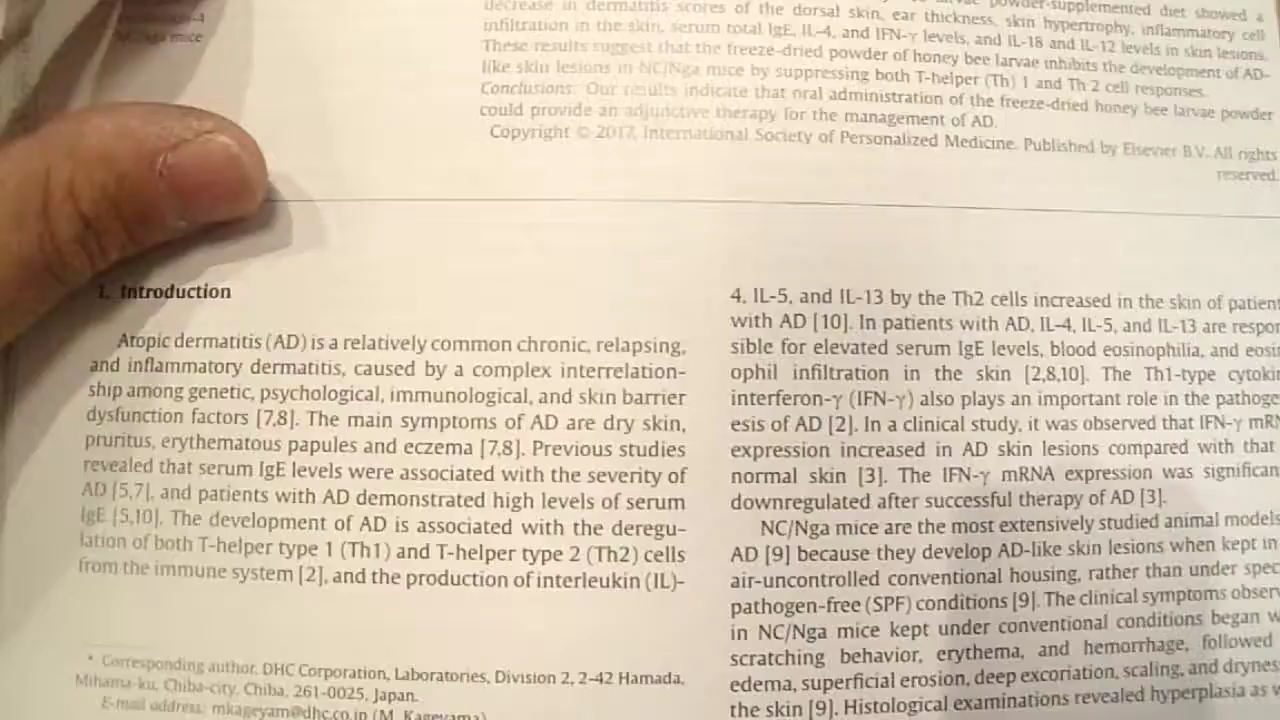 Nga mice
decrease in dermatitis scores of the dorsal skin, ear thickness, skin hypertrophy, inflammatory cell
infiltration in the skin, serum total IgE, IL-4, and IFN-γ levels, and IL-18 and IL-12 levels in skin lesions.
These results suggest that the freeze-dried powder of honey bee larvae inhibits the development of AD-
like skin lesions in NC/Nga mice by suppressing both T-helper (Th) 1 and Th 2 cell responses.
Conclusions: Our results indicate that oral administration of the freeze-dried honey bee larvae powder
could provide an adjunctive therapy for the management of AD.
Copyright © 2017, International Society of Personalized Medicine. Published by Elsevier B.V. All rights
reserved.
1. Introduction
Atopic dermatitis (AD) is a relatively common chronic, relapsing,
and inflammatory dermatitis, caused by a complex interrelation-
ship among genetic, psychological, immunological, and skin barrier
dysfunction factors [7,8]. The main symptoms of AD are dry skin,
pruritus, erythematous papules and eczema [7,8]. Previous studies
revealed that serum IgE levels were associated with the severity of
AD [5,7], and patients with AD demonstrated high levels of serum
IgE [5,10]. The development of AD is associated with the deregu-
lation of both T-helper type 1 (Th1) and T-helper type 2 (Th2) cells
from the immune system [2], and the production of interleukin (IL)-
* Corresponding author. DHC Corporation, Laboratories, Division 2, 2-42 Hamada,
Mihama-ku, Chiba-city, Chiba, 261-0025, Japan.
E-mail address: mkageyam@dhc.co.jp (M. Kageyama)
4, IL-5, and IL-13 by the Th2 cells increased in the skin of patien
with AD [10]. In patients with AD, IL-4, IL-5, and IL-13 are respon
sible for elevated serum IgE levels, blood eosinophilia, and eosin
ophil infiltration in the skin [2,8,10]. The Th1-type cytokin
interferon-γ (IFN-γ) also plays an important role in the pathoge
esis of AD [2]. In a clinical study, it was observed that IFN-γ mRN
expression increased in AD skin lesions compared with that
normal skin [3]. The IFN-γ mRNA expression was significan
downregulated after successful therapy of AD [3].
NC/Nga mice are the most extensively studied animal models
AD [9] because they develop AD-like skin lesions when kept in
air-uncontrolled conventional housing, rather than under spec
pathogen-free (SPF) conditions [9]. The clinical symptoms observ
in NC/Nga mice kept under conventional conditions began w
scratching behavior, erythema, and hemorrhage, followed
edema, superficial erosion, deep excoriation, scaling, and drynes
the skin [9]. Histological examinations revealed hyperplasia as w